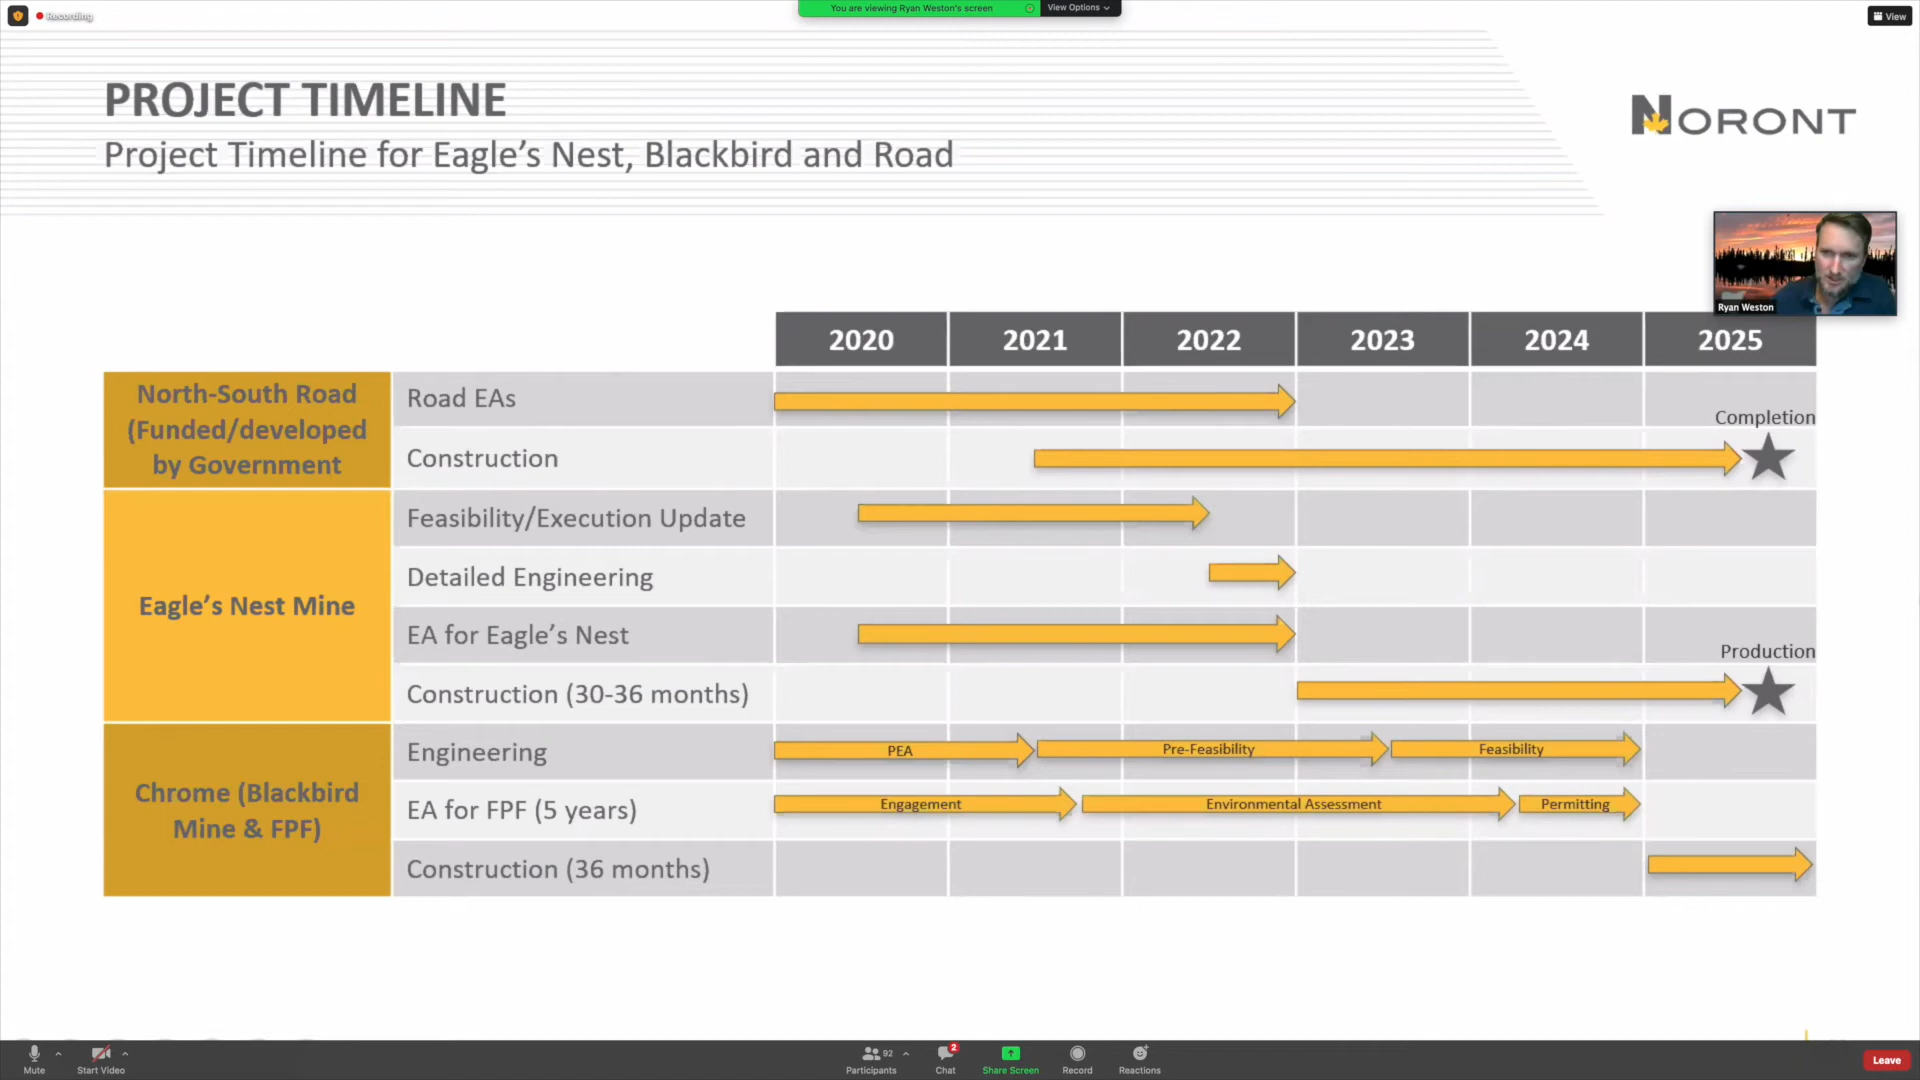 Recording
You are viewing Ryan Weston's screen
View Options
View
PROJECT TIMELINE
Project Timeline for Eagle's Nest, Blackbird and Road
NORONT
Ryan Weston
2020 2021 2022 2023 2024 2025
North-South Road
(Funded/developed
by Government
Road EAs
Completion
Construction
Eagle's Nest Mine
Feasibility/Execution Update
Detailed Engineering
EA for Eagle's Nest
Production
Construction (30-36 months)
Chrome (Blackbird
Mine & FPF)
Engineering
PEA Pre-Feasibility Feasibility
EA for FPF (5 years)
Engagement Environmental Assessment Permitting
Construction (36 months)
Mute
Start Video
92
Participants
2
Chat
Share Screen
Record
Reactions
Leave